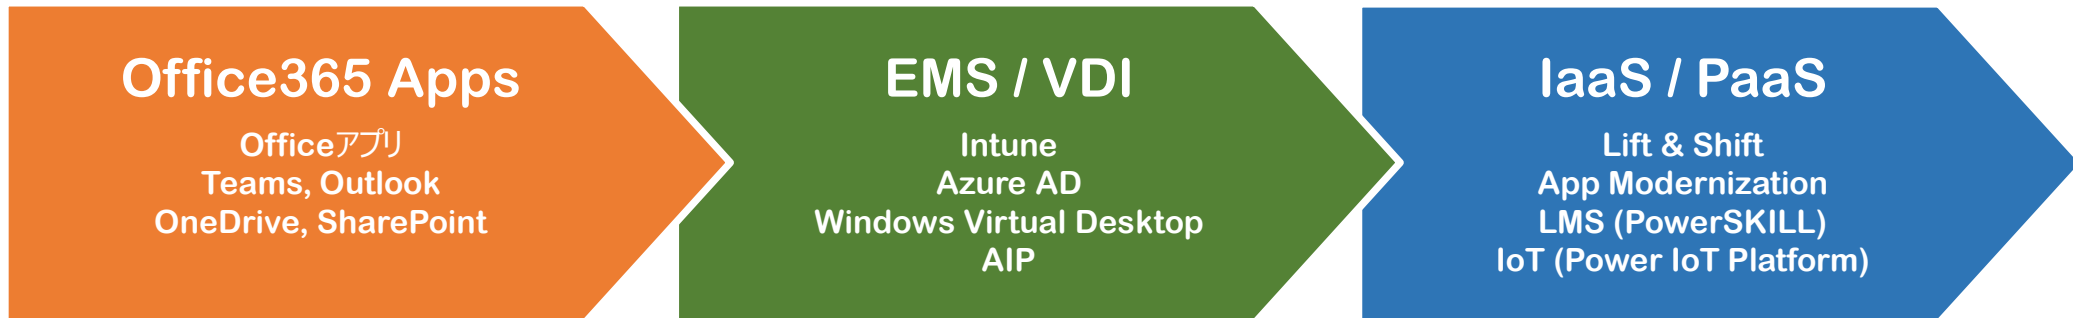 Office365 Apps
Officeアプリ
Teams, Outlook
OneDrive, SharePoint
EMS / VDI
Intune
Azure AD
Windows Virtual Desktop
AIP
IaaS / PaaS
Lift & Shift
App Modernization
LMS (PowerSKILL)
IoT (Power IoT Platform)